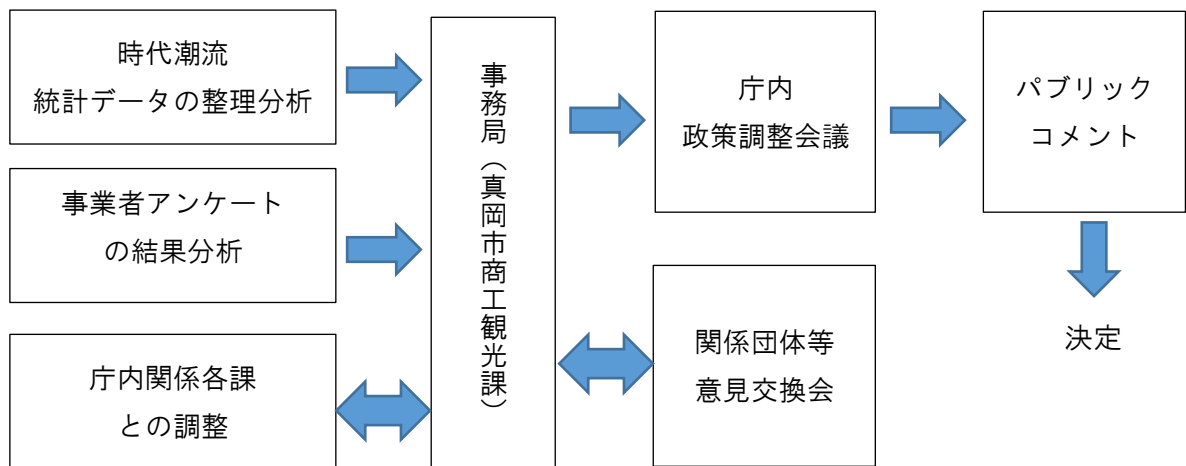 時代潮流
統計データの整理分析
事業者アンケート
の結果分析
庁内関係各課
との調整
事務局（真岡市商工観光課）
庁内
政策調整会議
関係団体等
意見交換会
パブリック
コメント
決定